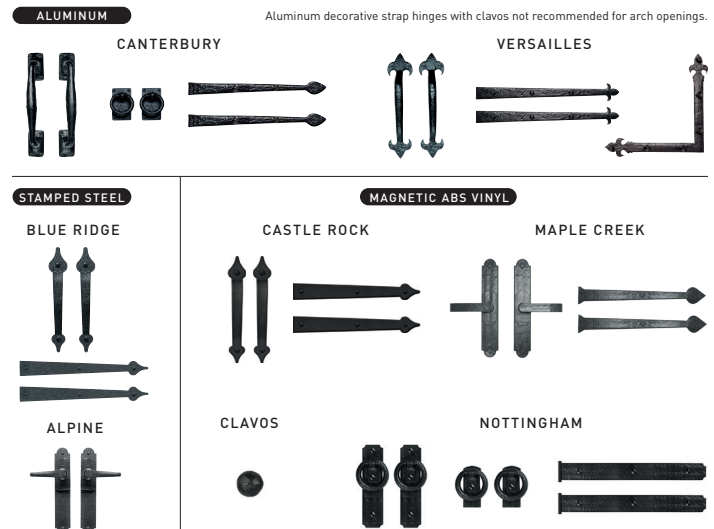 ALUMINUM
Aluminum decorative strap hinges with clavos not recommended for arch openings.
CANTERBURY
VERSAILLES
STAMPED STEEL
BLUE RIDGE
ALPINE
MAGNETIC ABS VINYL
CASTLE ROCK
MAPLE CREEK
CLAVOS
NOTTINGHAM